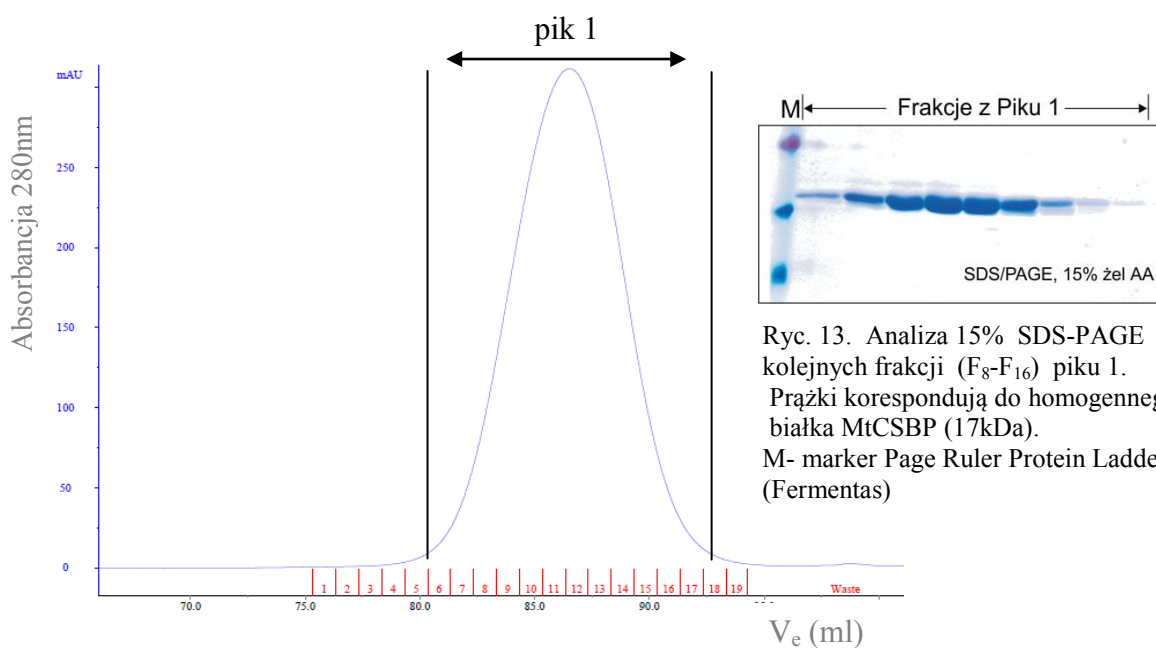 pik 1
mAU
Absorbancja 280nm
250
200
150
100
50
0
1 2 3 4 5 6 7 8 9 10 11 12 13 14 15 16 17 18 19 Waste
70.0 75.0 80.0 85.0 90.0
V_e (ml)
M Frakcje z Piku 1
SDS/PAGE, 15% żel AA
Ryc. 13. Analiza 15% SDS-PAGE
kolejnych frakcji (F₈-F₁₆) piku 1.
Prążki korespondują do homogenneg
białka MtCSBP (17kDa).
M- marker Page Ruler Protein Ladde
(Fermentas)